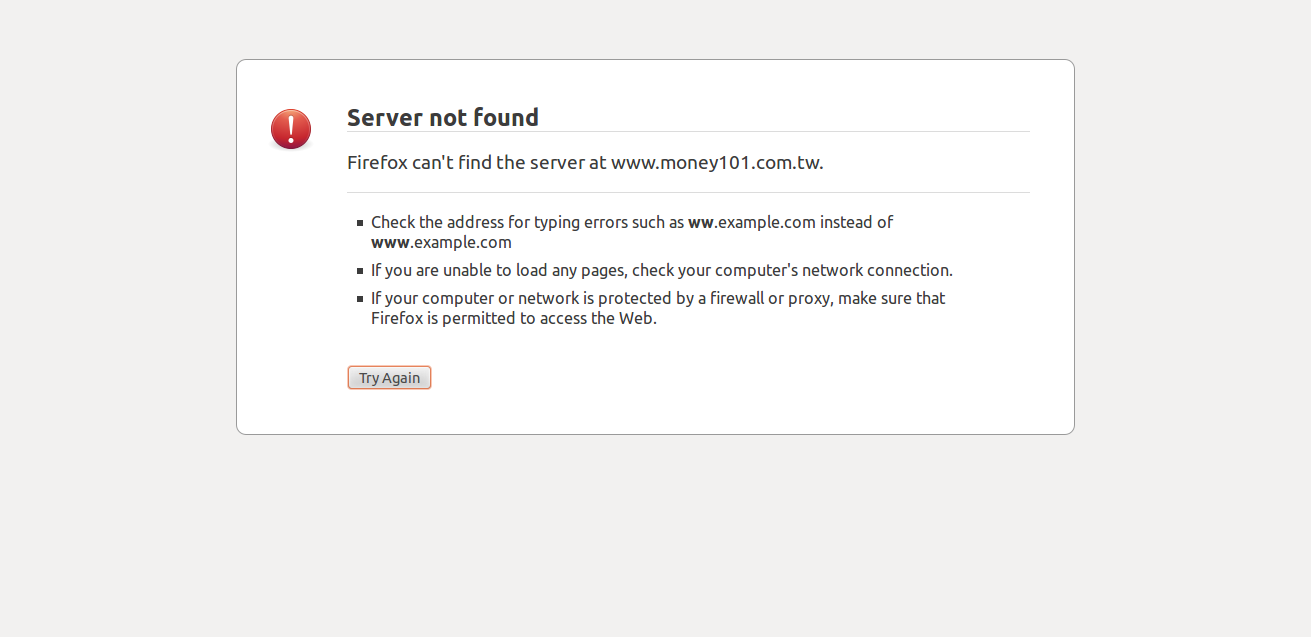 Server not found
Firefox can't find the server at www.money101.com.tw.
Check the address for typing errors such as ww.example.com instead of
www.example.com
If you are unable to load any pages, check your computer's network connection.
If your computer or network is protected by a firewall or proxy, make sure that
Firefox is permitted to access the Web.
Try Again